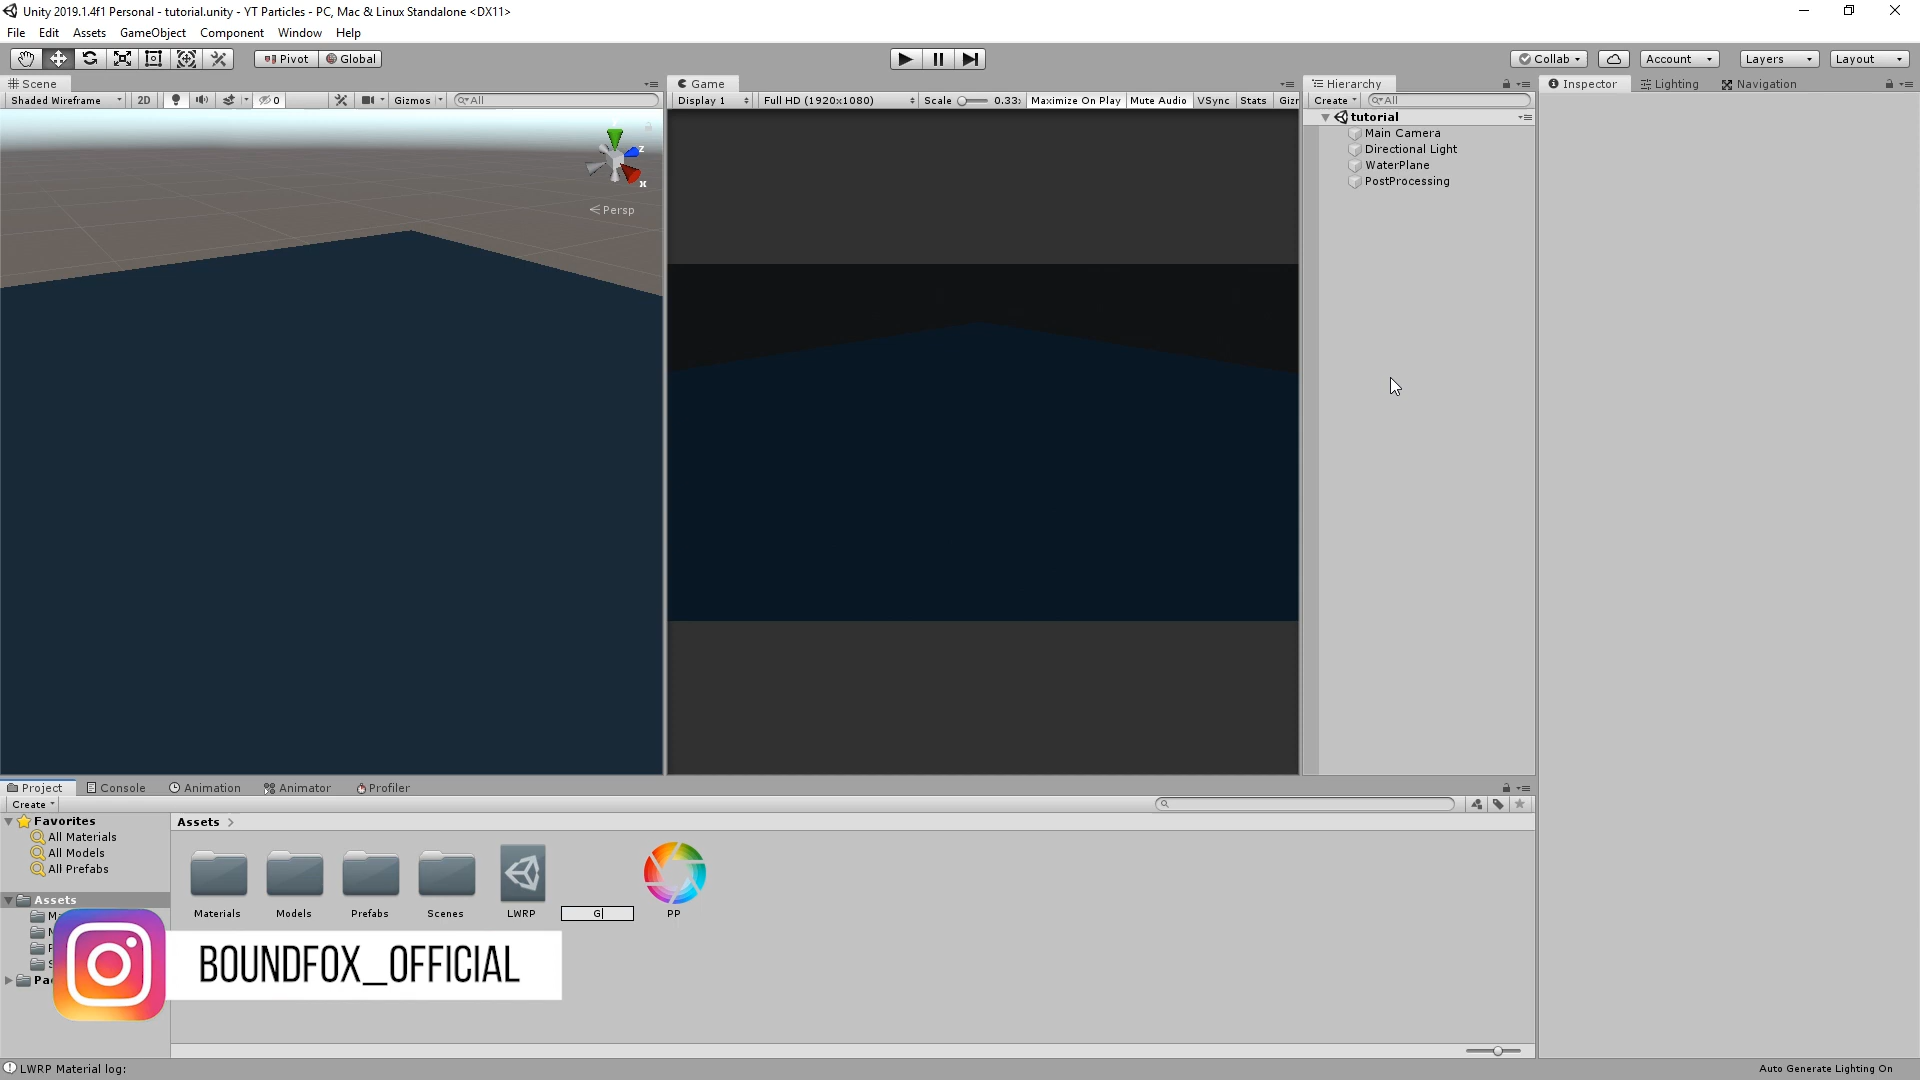 Unity 2019.1.4f1 Personal - tutorial.unity - YT Particles - PC, Mac & Linux Standalone <DX11>
File Edit Assets GameObject Component Window Help
Pivot Global Collab Account Layers Layout
Scene Game Hierarchy Inspector Lighting Navigation
Shaded Wireframe 2D 0 Gizmos All Display 1 Full HD (1920x1080) Scale 0.33 Maximize On Play Mute Audio VSync Stats Create All
tutorial
Main Camera
Directional Light
WaterPlane
PostProcessing
z
x
Persp
Project Console Animation Animator Profiler
Create
Favorites
All Materials
All Models
All Prefabs
Assets
Assets
Materials Models Prefabs Scenes LWRP G PP
BOUNDFOX_OFFICIAL
LWRP Material log:
Auto Generate Lighting On